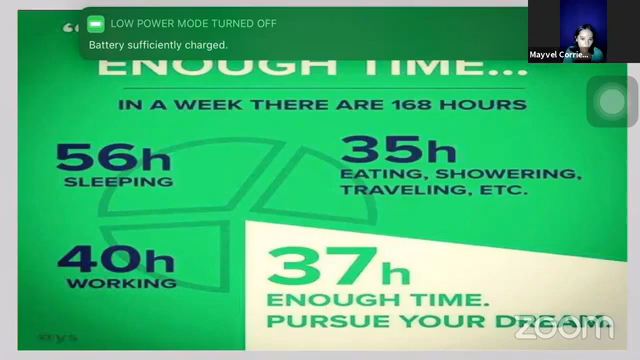 LOW POWER MODE TURNED OFF
Battery sufficiently charged.
Mayvel Corrie...
ENOUGH TIME...
IN A WEEK THERE ARE 168 HOURS
56h
SLEEPING
35h
EATING, SHOWERING,
TRAVELING, ETC.
40h
WORKING
37h
ENOUGH TIME.
PURSUE YOUR DREAM.
zoom